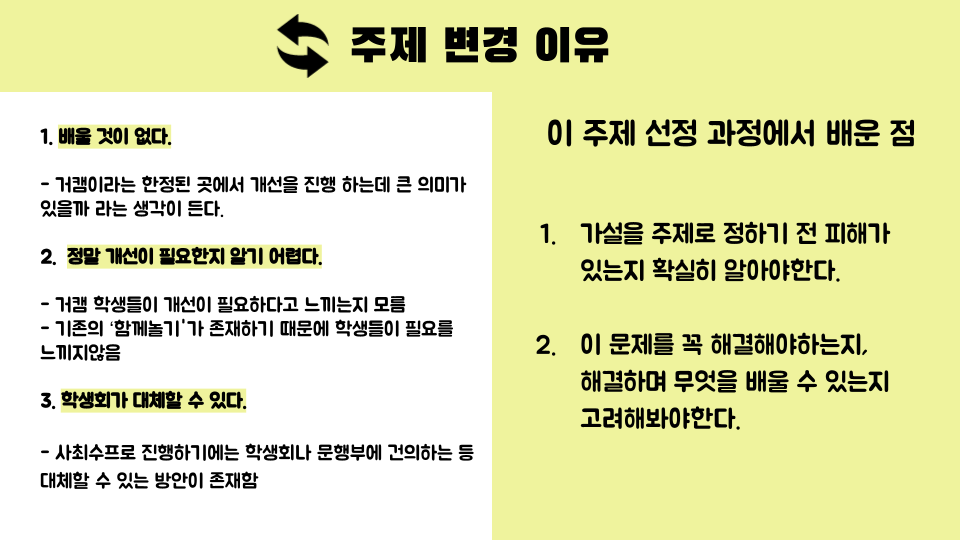 주제 변경 이유
1. 배울 것이 없다.
- 거캠이라는 한정된 곳에서 개선을 진행 하는데 큰 의미가
있을까 라는 생각이 든다.
2. 정말 개선이 필요한지 알기 어렵다.
- 거캠 학생들이 개선이 필요하다고 느끼는지 모름
- 기존의 ‘함께놀기’가 존재하기 때문에 학생들이 필요를
느끼지않음
3. 학생회가 대체할 수 있다.
- 사최수프로 진행하기에는 학생회나 문행부에 건의하는 등
대체할 수 있는 방안이 존재함
이 주제 선정 과정에서 배운 점
1. 가설을 주제로 정하기 전 피해가
있는지 확실히 알아야한다.
2. 이 문제를 꼭 해결해야하는지,
해결하며 무엇을 배울 수 있는지
고려해봐야한다.